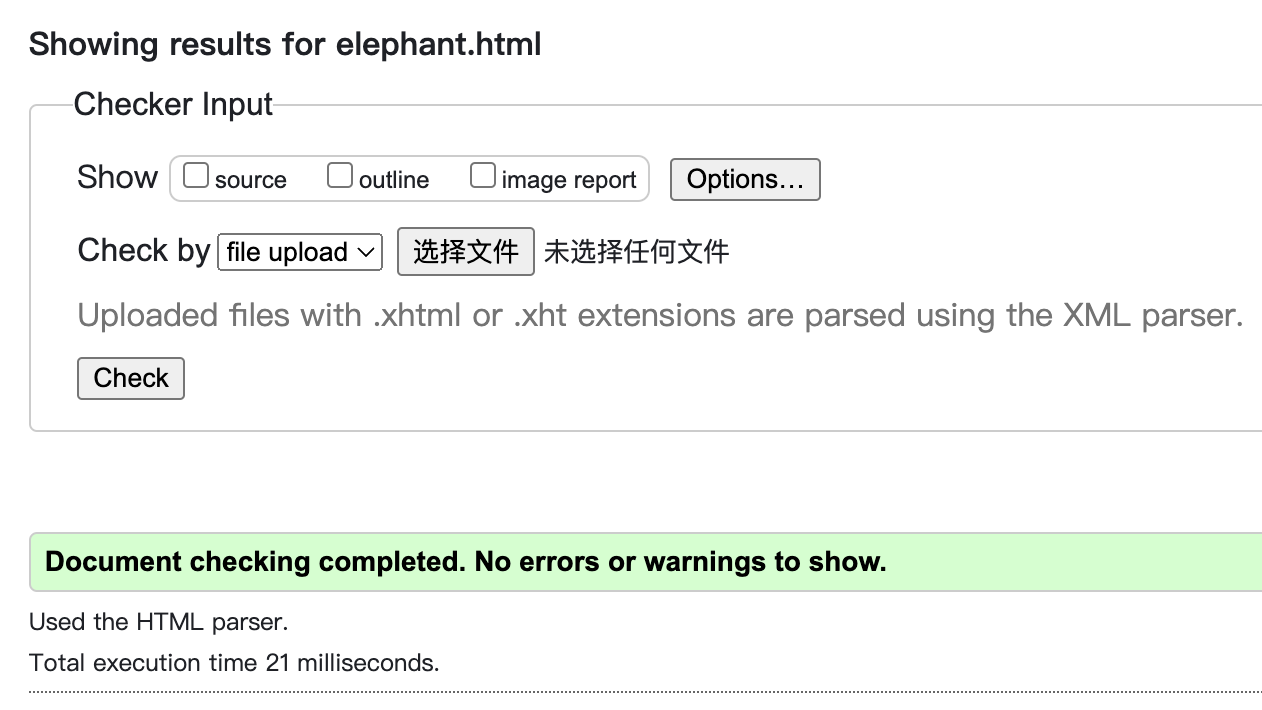 Showing results for elephant.html
Checker Input
Show source outline image report Options…
Check by file upload 选择文件 未选择任何文件
Uploaded files with .xhtml or .xht extensions are parsed using the XML parser.
Check
Document checking completed. No errors or warnings to show.
Used the HTML parser.
Total execution time 21 milliseconds.